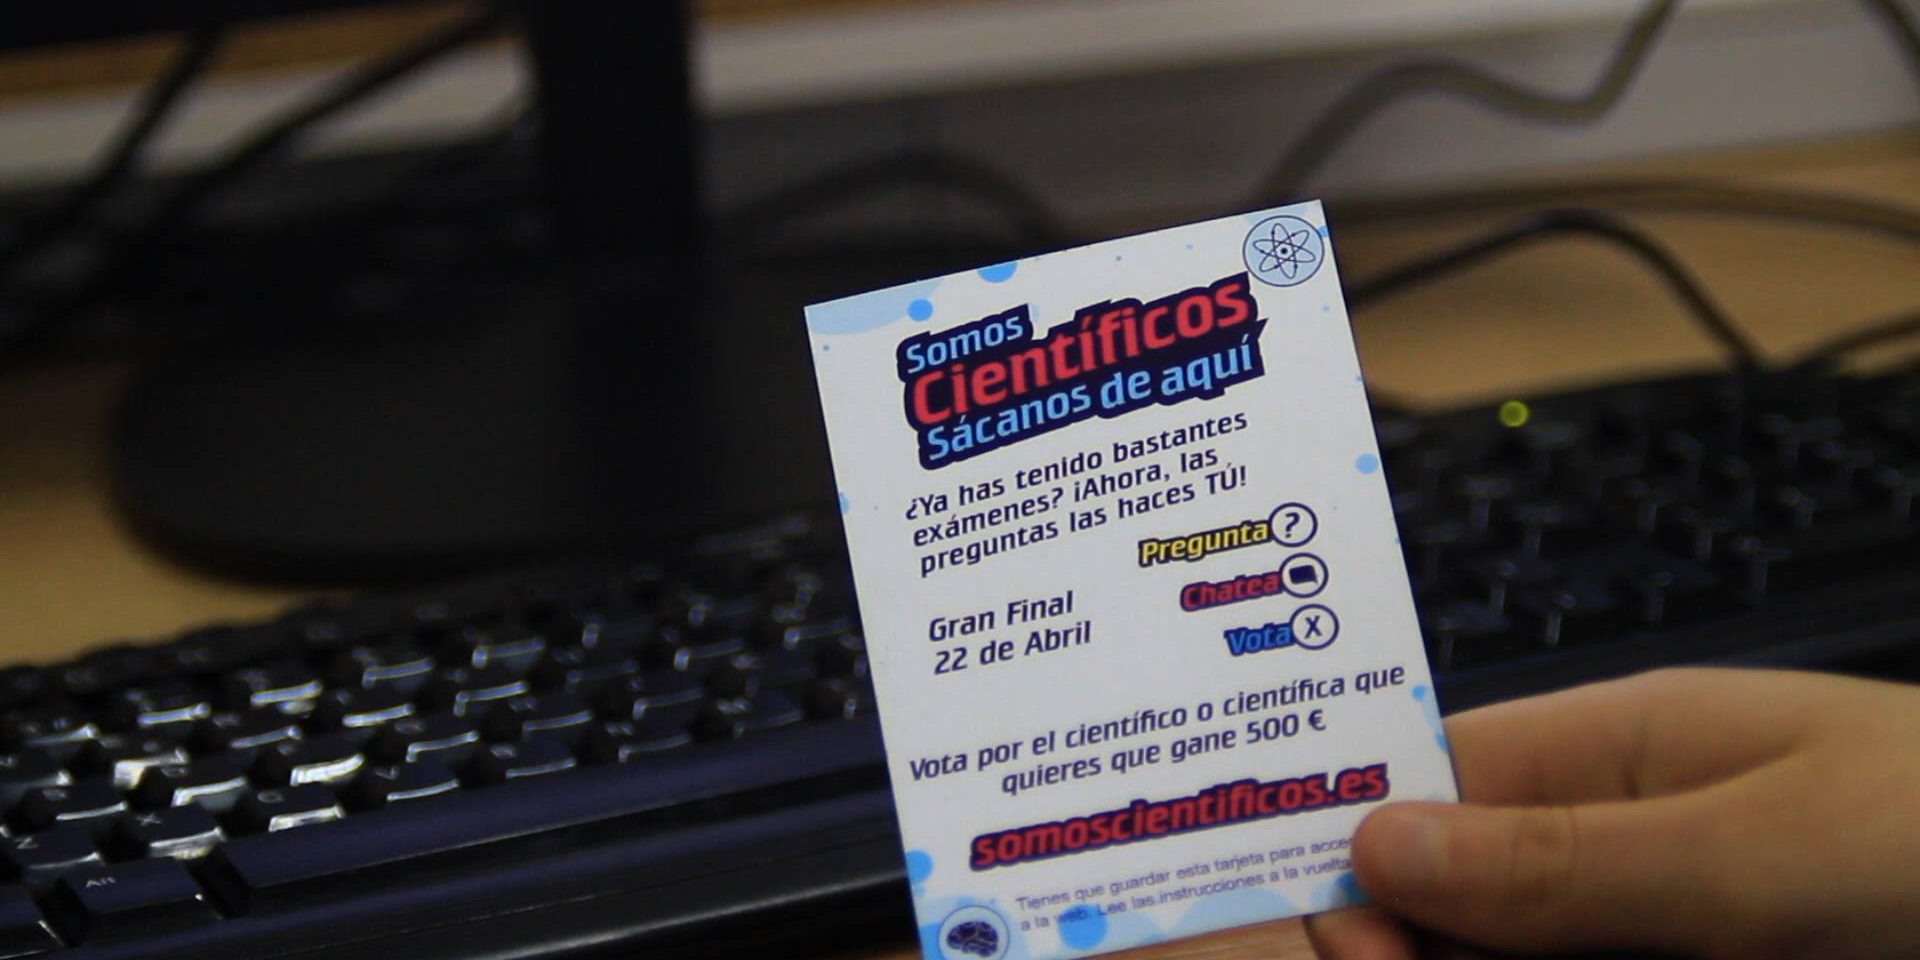 Somos
Científicos
Sácanos de aquí
¿Ya has tenido bastantes
exámenes? ¡Ahora, las
preguntas las haces TÚ!
Pregunta ?
Chatea
Vota X
Gran Final
22 de Abril
Vota por el científico o científica que
quieres que gane 500 €
somoscientificos.es
Tienes que guardar esta tarjeta para
a la web. Lee las instrucciones a la vuelta
Alt
X
Z